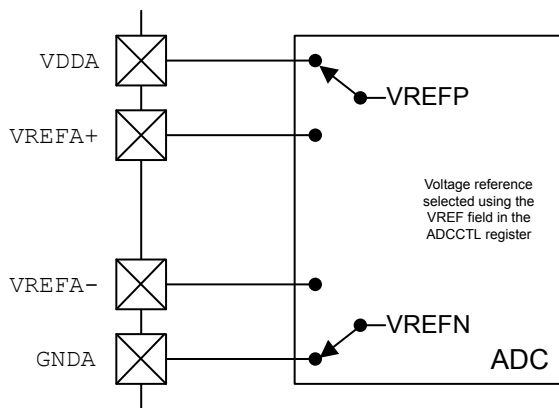 VDDA
VREFP
VREFA+
Voltage reference
selected using the
VREF field in the
ADCCTL register
VREFA-
VREFN
GNDA
ADC